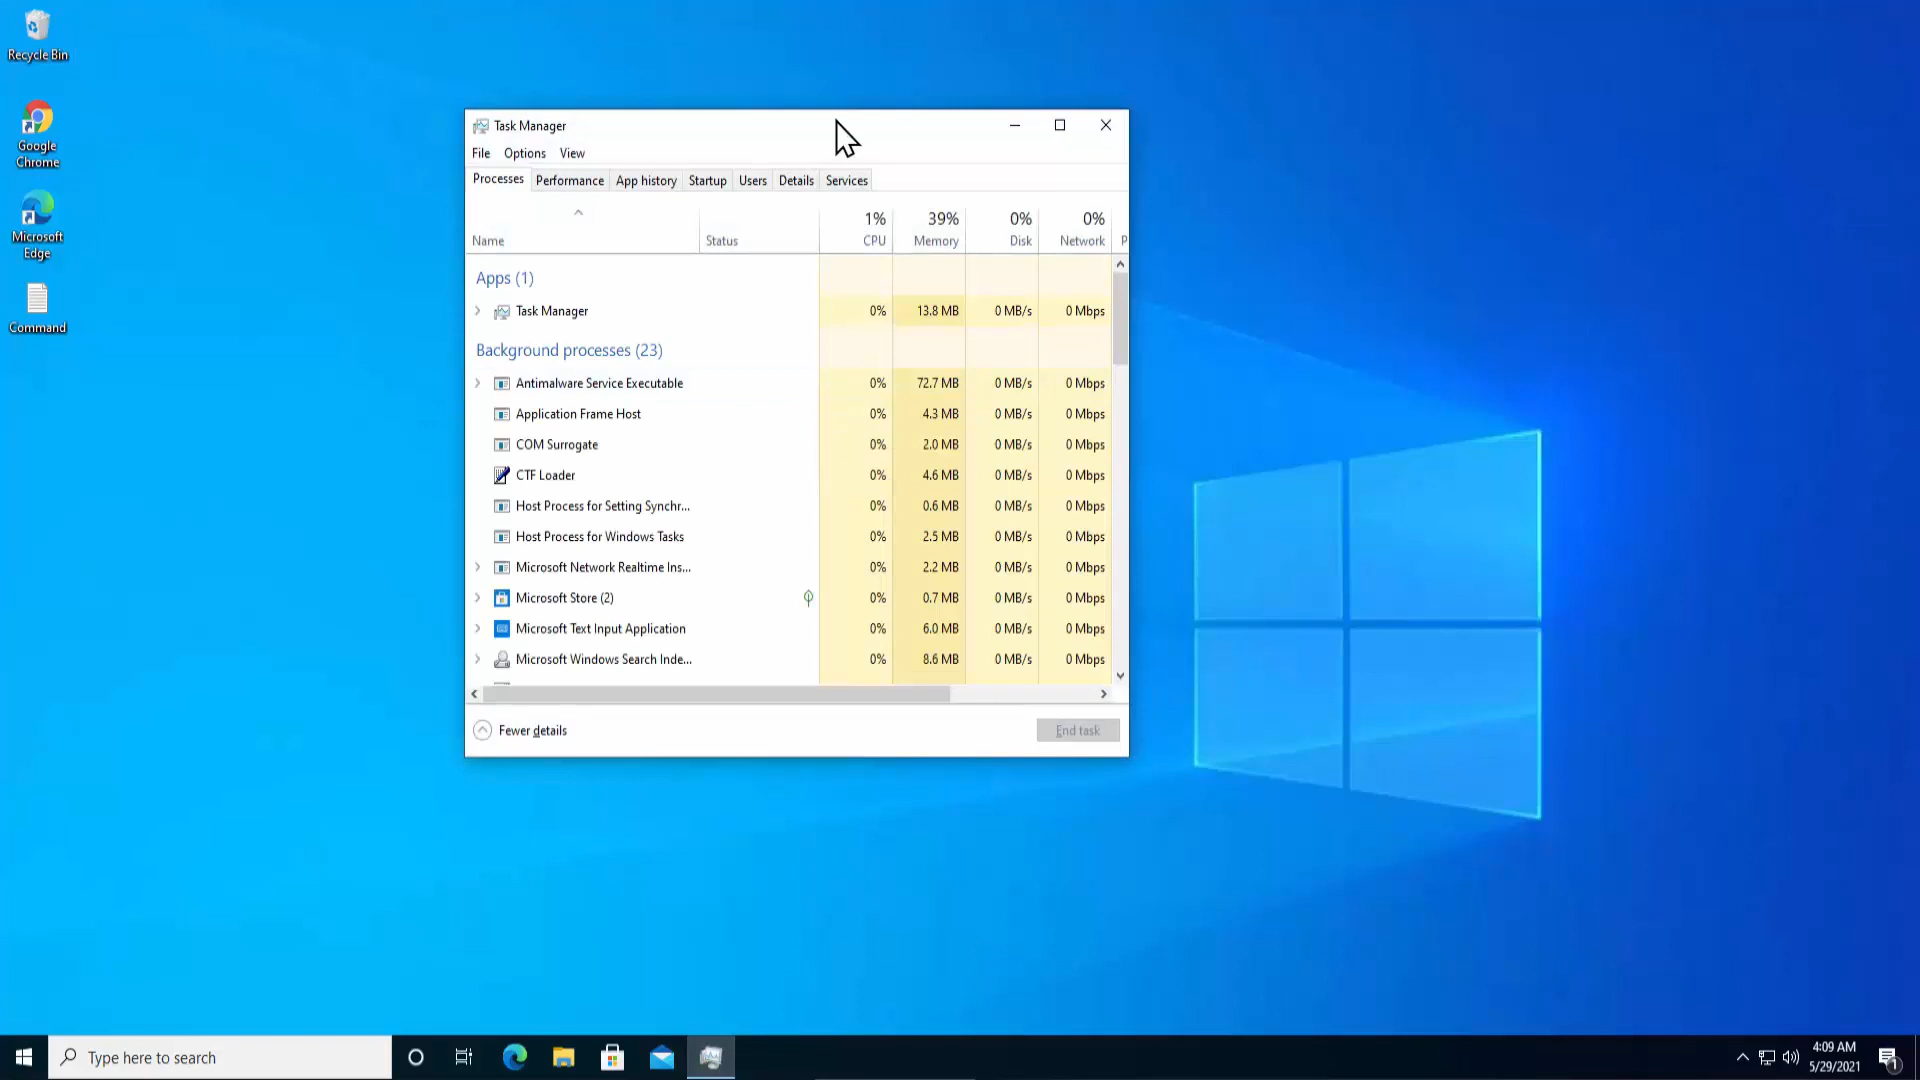 Recycle Bin
Google
Chrome
Microsoft
Edge
Command
Task Manager
File Options View
Processes Performance App history Startup Users Details Services
1% 39% 0% 0%
Name Status CPU Memory Disk Network P
Apps (1)
Task Manager 0% 13.8 MB 0 MB/s 0 Mbps
Background processes (23)
Antimalware Service Executable 0% 72.7 MB 0 MB/s 0 Mbps
Application Frame Host 0% 4.3 MB 0 MB/s 0 Mbps
COM Surrogate 0% 2.0 MB 0 MB/s 0 Mbps
CTF Loader 0% 4.6 MB 0 MB/s 0 Mbps
Host Process for Setting Synchr... 0% 0.6 MB 0 MB/s 0 Mbps
Host Process for Windows Tasks 0% 2.5 MB 0 MB/s 0 Mbps
Microsoft Network Realtime Ins... 0% 2.2 MB 0 MB/s 0 Mbps
Microsoft Store (2) 0% 0.7 MB 0 MB/s 0 Mbps
Microsoft Text Input Application 0% 6.0 MB 0 MB/s 0 Mbps
Microsoft Windows Search Inde... 0% 8.6 MB 0 MB/s 0 Mbps
Fewer details End task
Type here to search
4:09 AM
5/29/2021
1